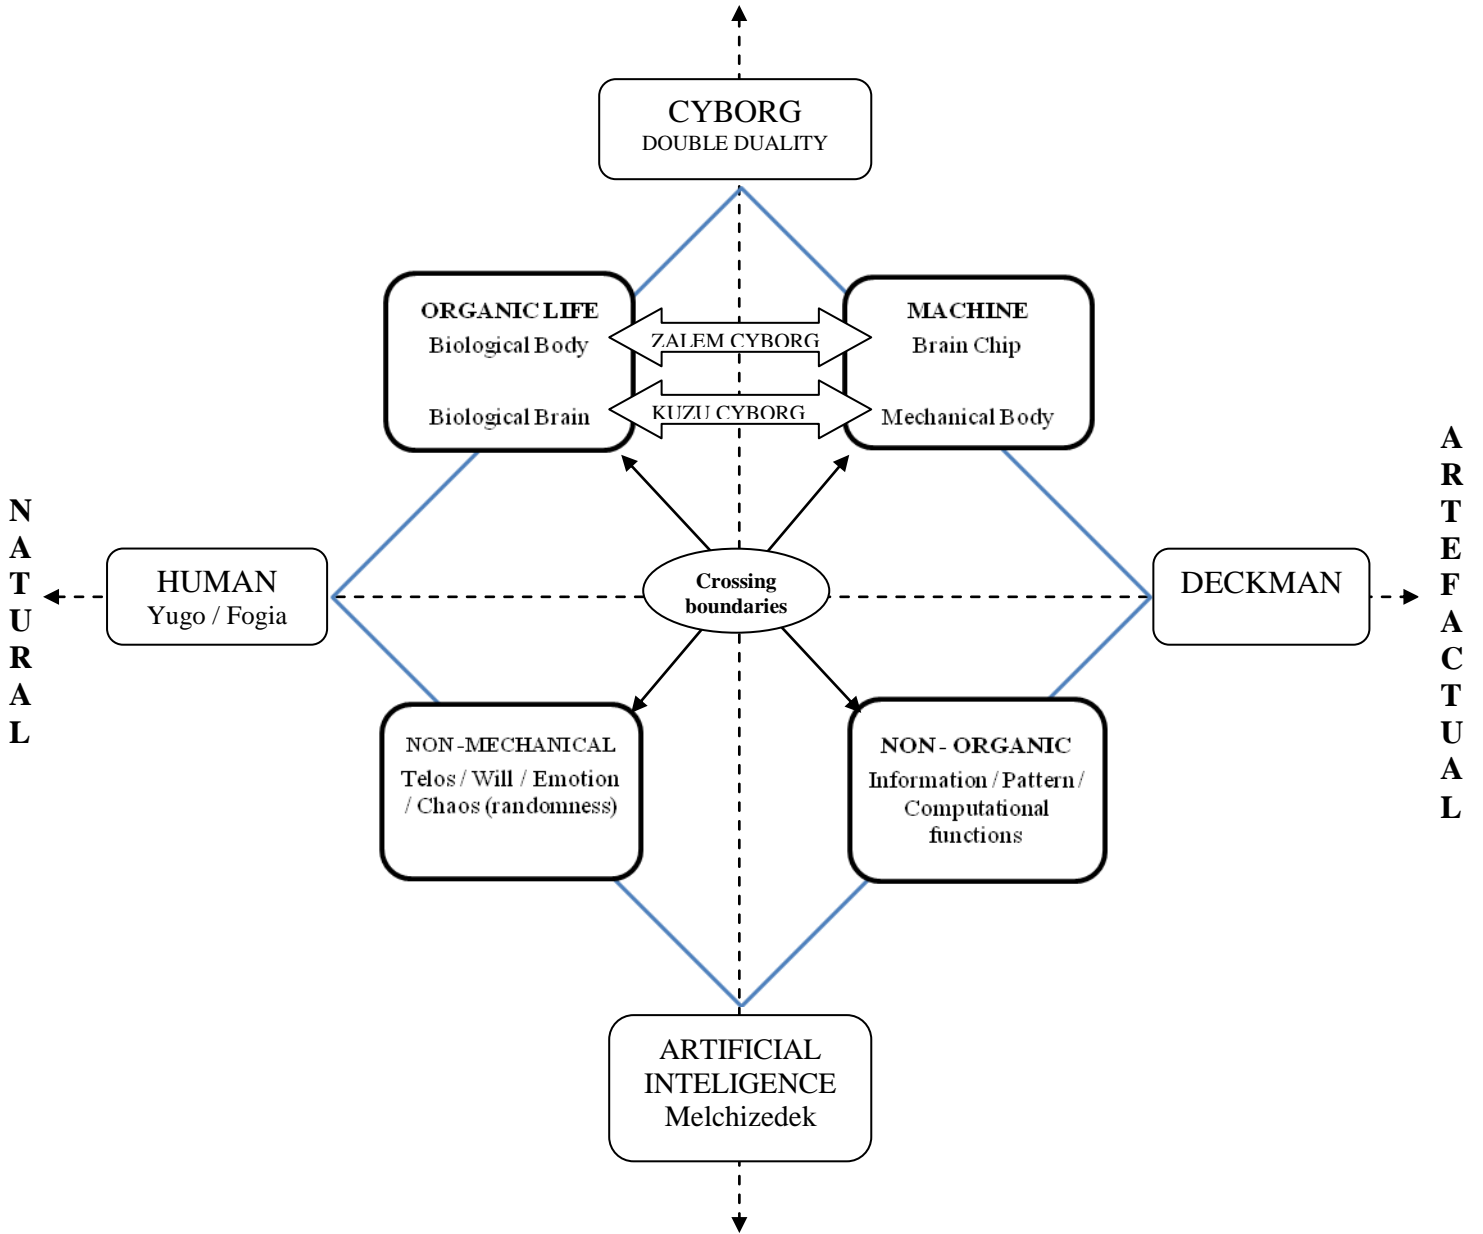 CYBORG
DOUBLE DUALITY
ORGANIC LIFE
Biological Body
Biological Brain
ZALEM CYBORG
KUZU CYBORG
MACHINE
Brain Chip
Mechanical Body
NATURAL
HUMAN
Yugo / Fogia
Crossing
boundaries
DECKMAN
ARTEFACTUAL
NON-MECHANICAL
Telos / Will / Emotion
/ Chaos (randomness)
NON- ORGANIC
Information / Pattern /
Computational
functions
ARTIFICIAL
INTELIGENCE
Melchizedek